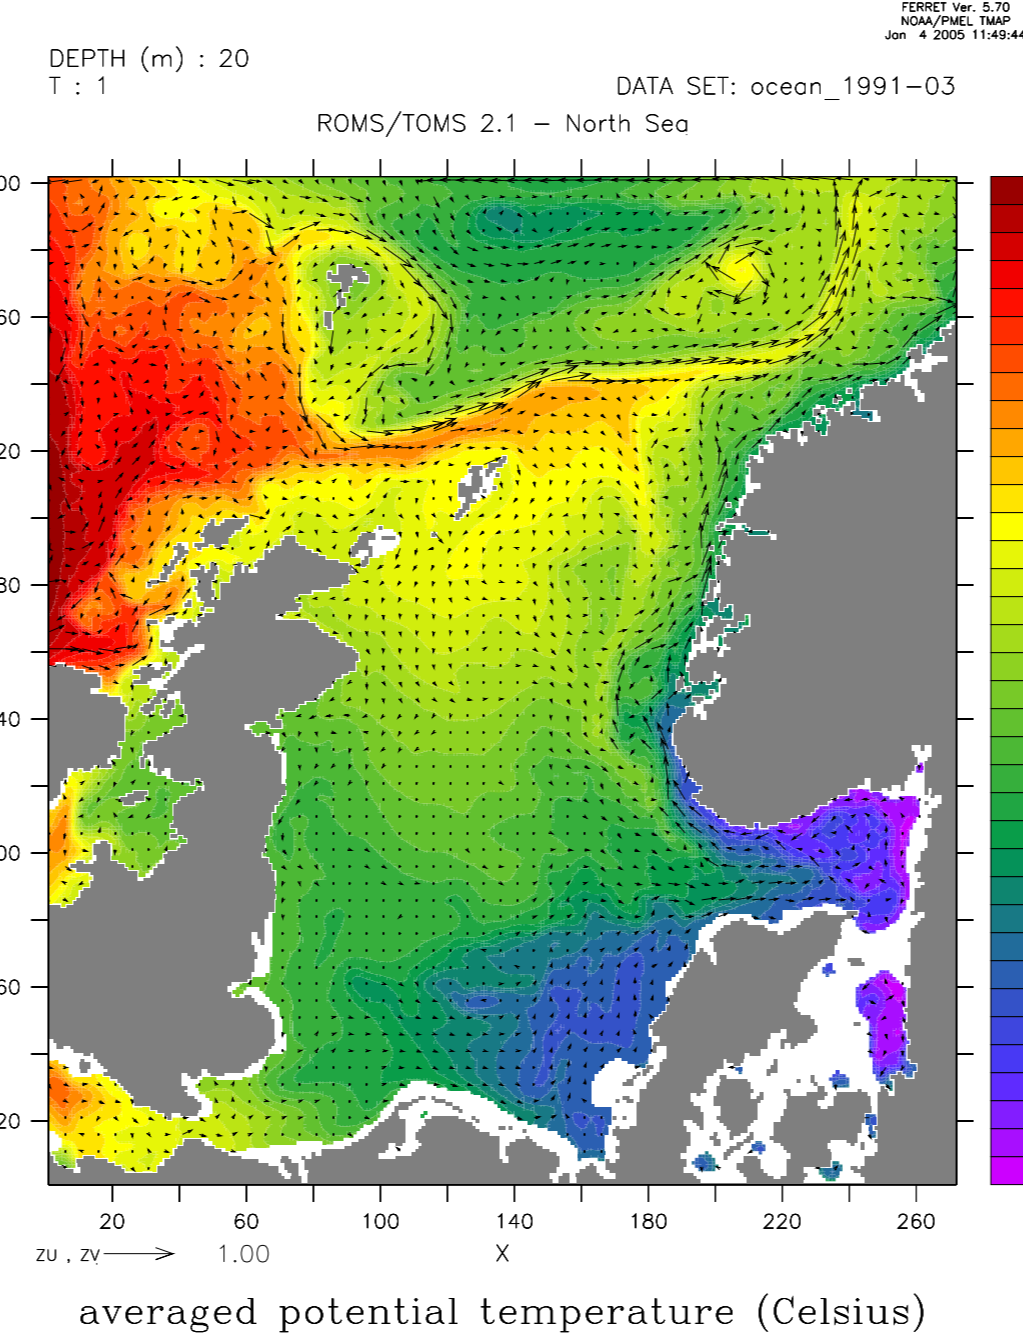 FERRET Ver. 5.70
NOAA/PMEL TMAP
Jan 4 2005 11:49:44
DEPTH (m) : 20
T : 1
DATA SET: ocean_1991-03
ROMS/TOMS 2.1 - North Sea
00
60
20
80
40
00
60
20
20 60 100 140 180 220 260
ZU , ZV 1.00
X
averaged potential temperature (Celsius)